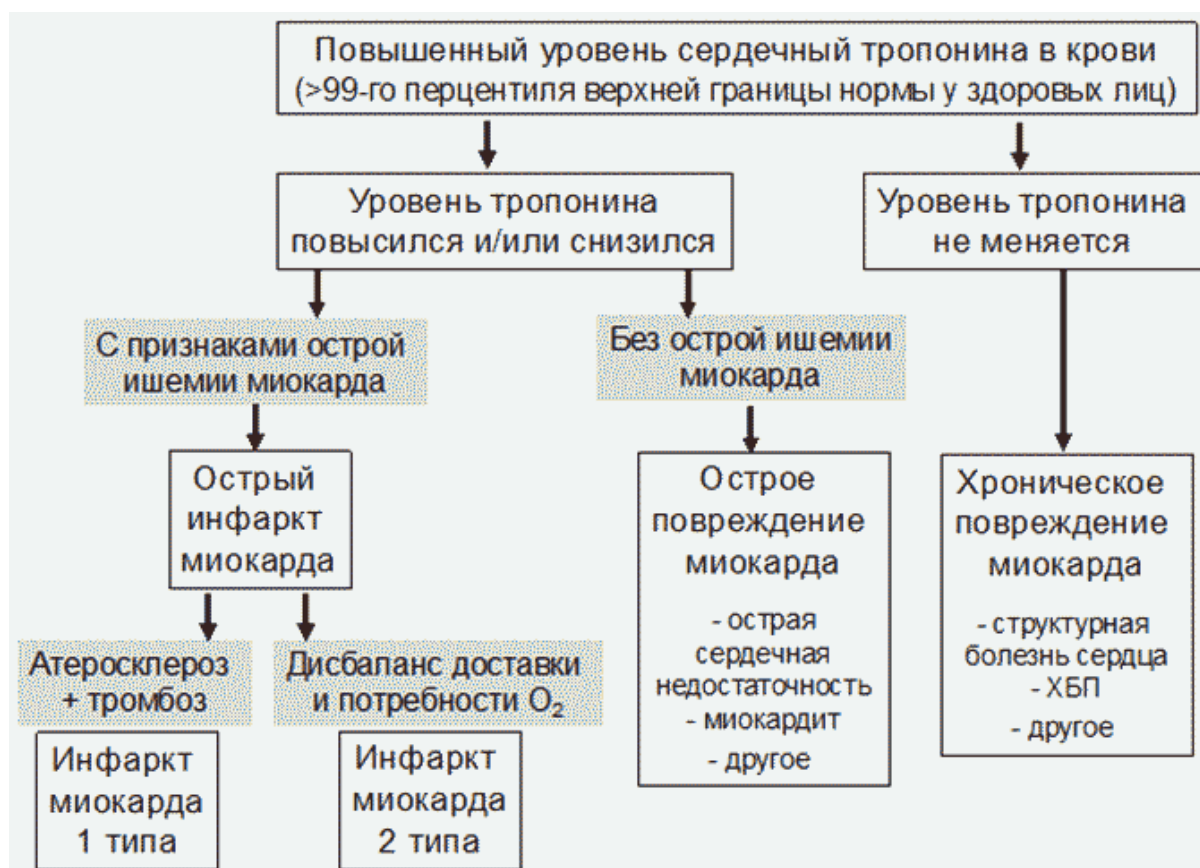 Повышенный уровень сердечный тропонина в крови
(>99-го перцентиля верхней границы нормы у здоровых лиц)
Уровень тропонина
повысился и/или снизился
Уровень тропонина
не меняется
С признаками острой
ишемии миокарда
Без острой ишемии
миокарда
Острый
инфаркт
миокарда
Острое
повреждение
миокарда
- острая
сердечная
недостаточность
- миокардит
- другое
Хроническое
повреждение
миокарда
- структурная
болезнь сердца
- ХБП
- другое
Атеросклероз
+ тромбоз
Дисбаланс доставки
и потребности O₂
Инфаркт
миокарда
1 типа
Инфаркт
миокарда
2 типа